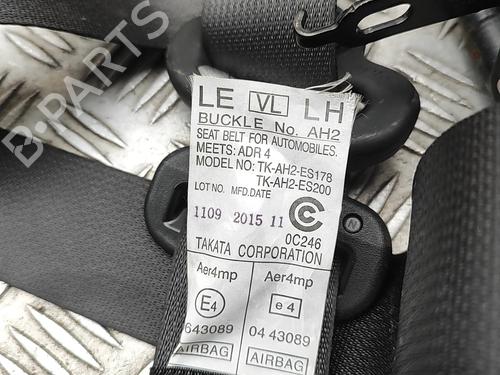 B-PARTS
LE VL LH
BUCKLE No. AH2
SEAT BELT FOR AUTOMOBILES.
MEETS: ADR 4
MODEL NO: TK-AH2-ES178
TK-AH2-ES200
LOT NO. MFD.DATE
1109 2015 11
0C246
TAKATA CORPORATION
Aer4mp Aer4mp
E4 e4
643089 04 43089
AIRBAG AIRBAG